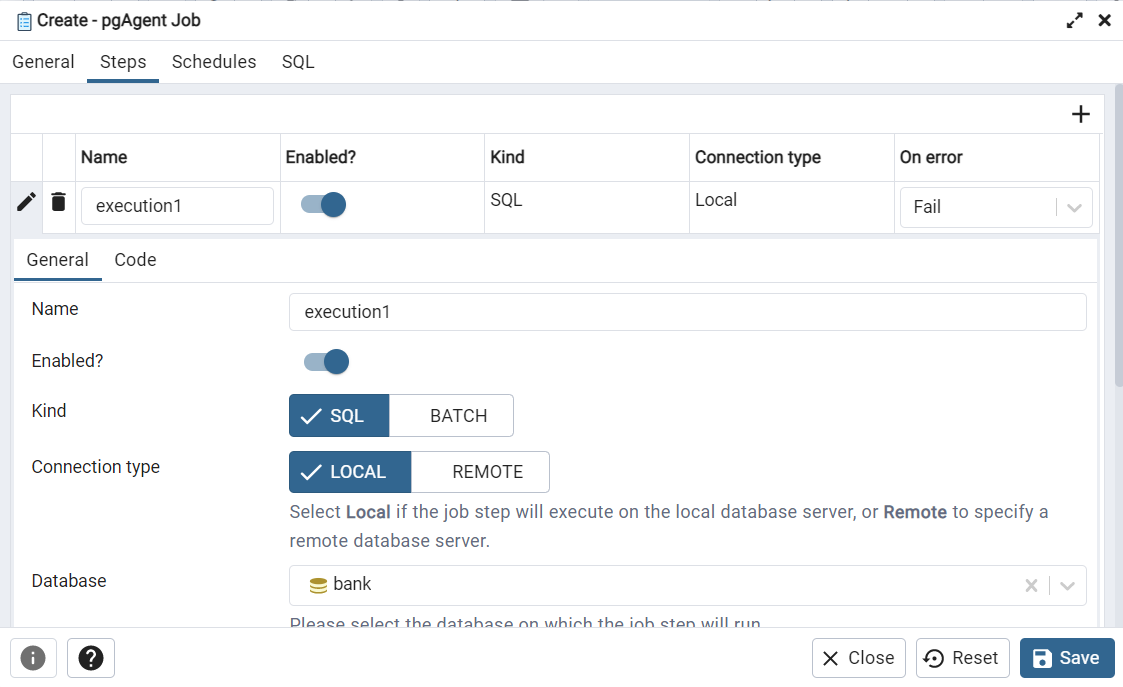 Create - pgAgent Job
General Steps Schedules SQL
Name Enabled? Kind Connection type On error
execution1 SQL Local Fail
General Code
Name execution1
Enabled?
Kind SQL BATCH
Connection type LOCAL REMOTE
Select Local if the job step will execute on the local database server, or Remote to specify a
remote database server.
Database bank
Please select the database on which the job step will run
Close Reset Save